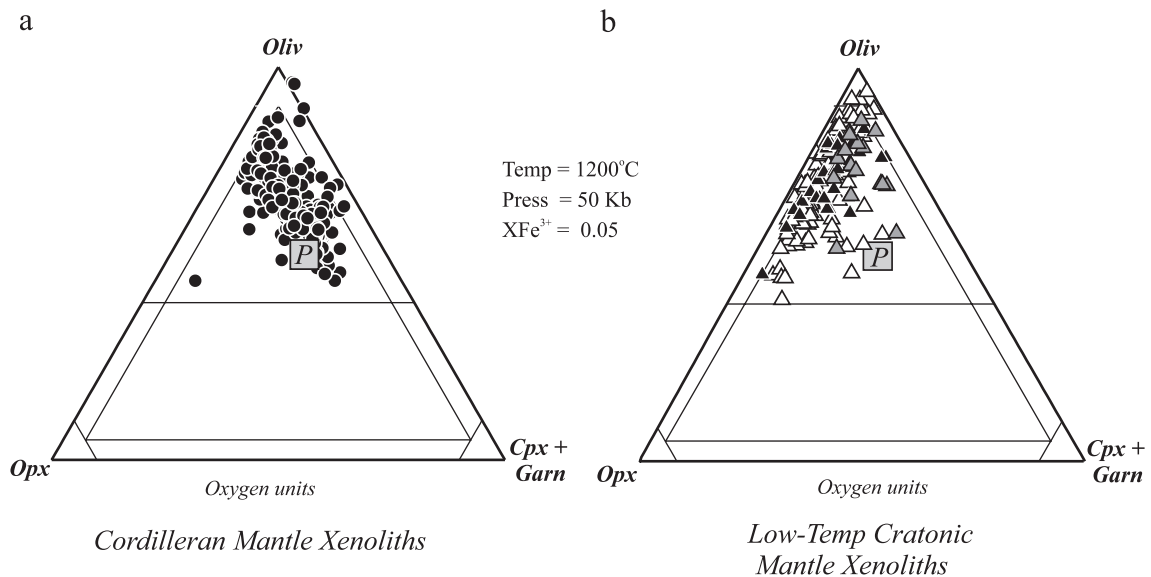 a
b
Oliv
Oliv
Temp = 1200°C
Press = 50 Kb
XFe³⁺ = 0.05
P
P
Opx
Cpx +
Garn
Oxygen units
Opx
Cpx +
Garn
Oxygen units
Cordilleran Mantle Xenoliths
Low-Temp Cratonic
Mantle Xenoliths